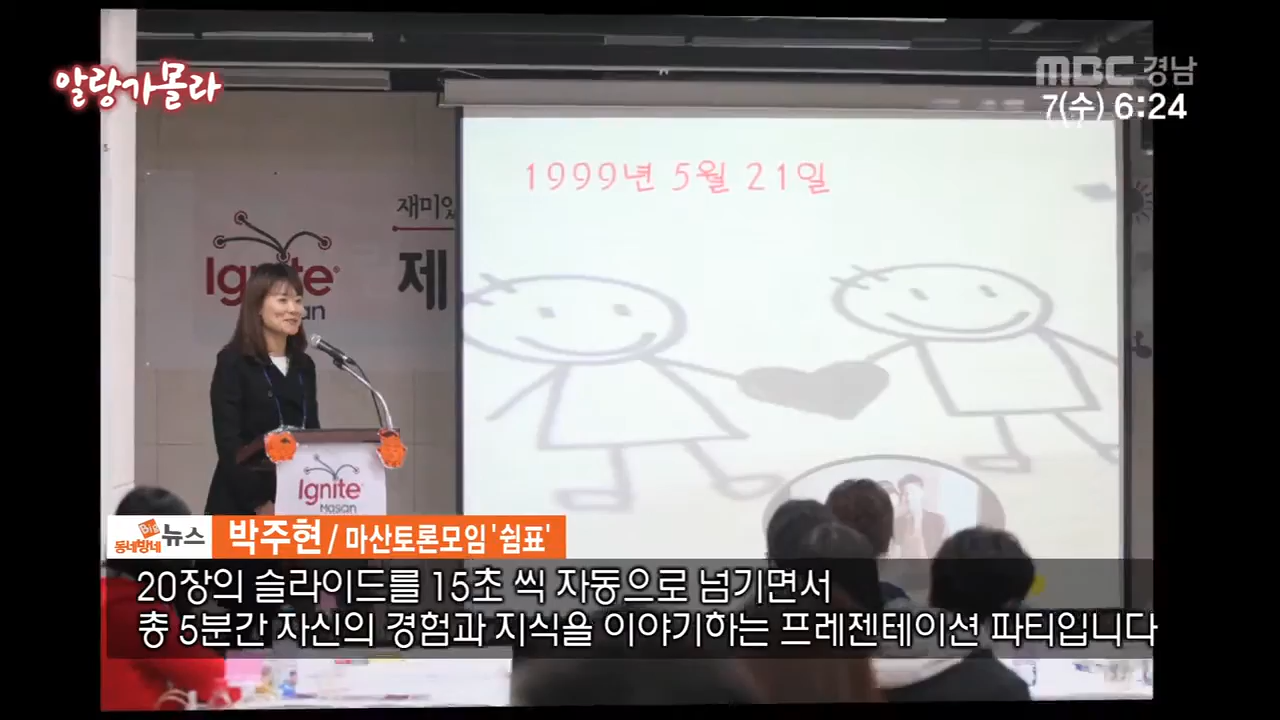 알랑가몰라
MBC 경남
7(수) 6:24
1999년 5월 21일
재미있
제
Ignite
Masan
Ignite
Masan
Big
동네방네 뉴스
박주현 / 마산토론모임 '쉼표'
20장의 슬라이드를 15초 씩 자동으로 넘기면서
총 5분간 자신의 경험과 지식을 이야기하는 프레젠테이션 파티입니다